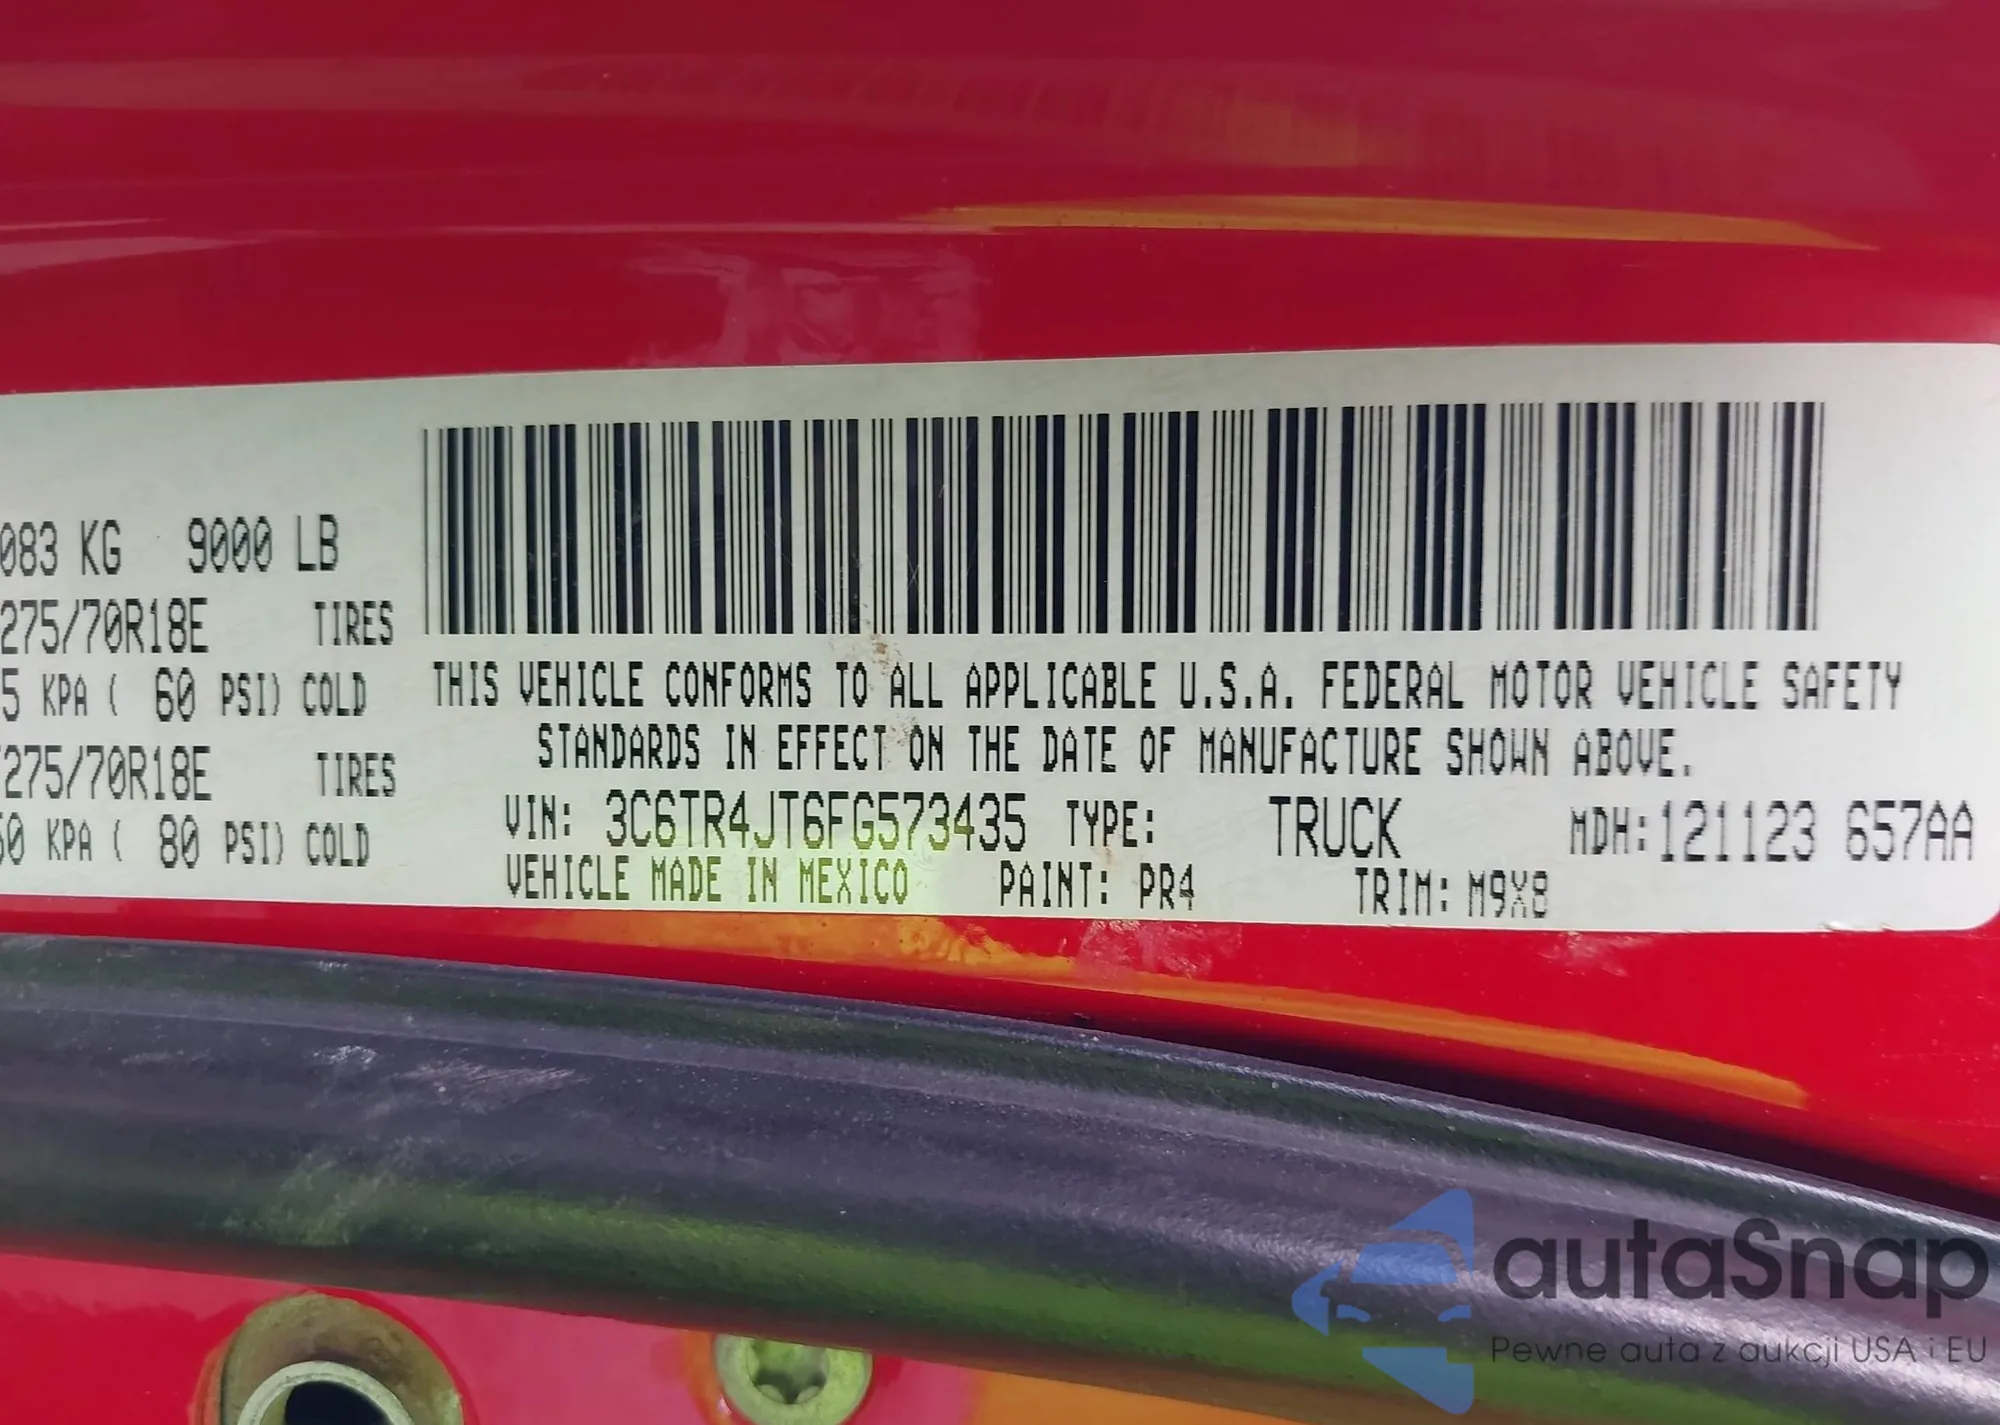 083 KG 9000 LB
275/70R18E TIRES
5 KPA ( 60 PSI) COLD
275/70R18E TIRES
50 KPA ( 80 PSI) COLD
THIS VEHICLE CONFORMS TO ALL APPLICABLE U.S.A. FEDERAL MOTOR VEHICLE SAFETY
STANDARDS IN EFFECT ON THE DATE OF MANUFACTURE SHOWN ABOVE.
VIN: 3C6TR4JT6FG573435 TYPE: TRUCK MDH: 121123 657AA
VEHICLE MADE IN MEXICO PAINT: PR4 TRIM: M9X8
autaSnap
Pewne auta z aukcji USA i EU